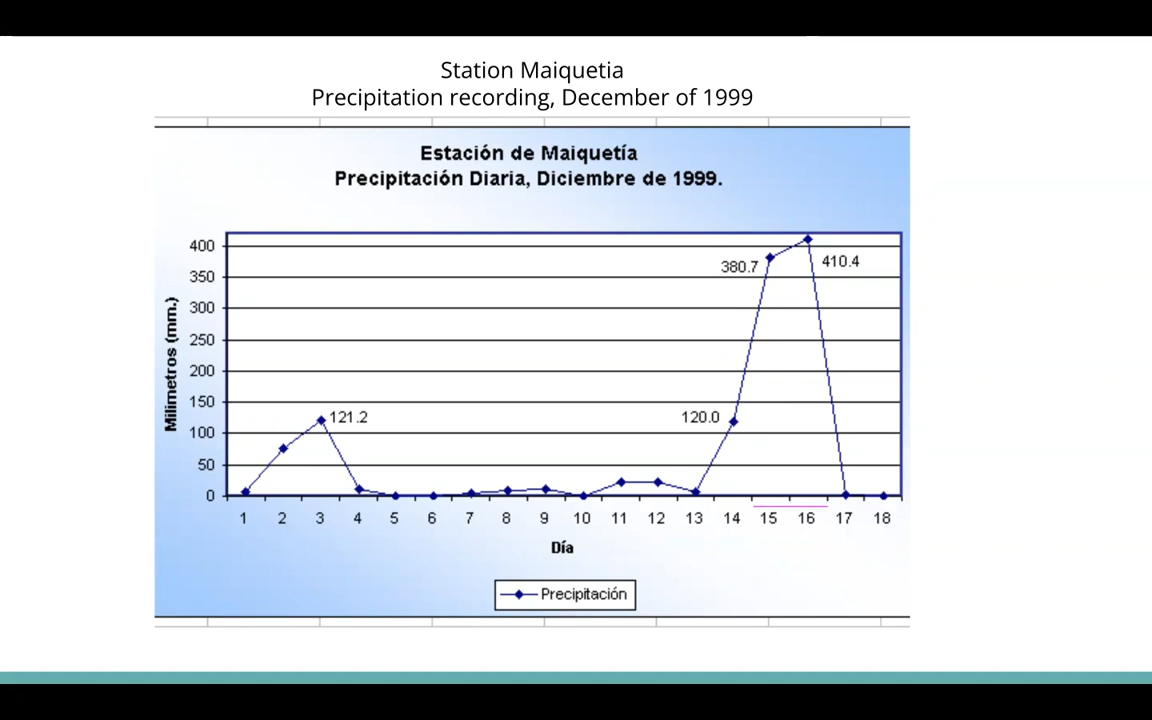 Station Maiquetia
Precipitation recording, December of 1999
Estación de Maiquetía
Precipitación Diaria, Diciembre de 1999.
Milimetros (mm.)
400
350
300
250
200
150
100
50
0
121.2
120.0
380.7
410.4
1 2 3 4 5 6 7 8 9 10 11 12 13 14 15 16 17 18
Día
Precipitación